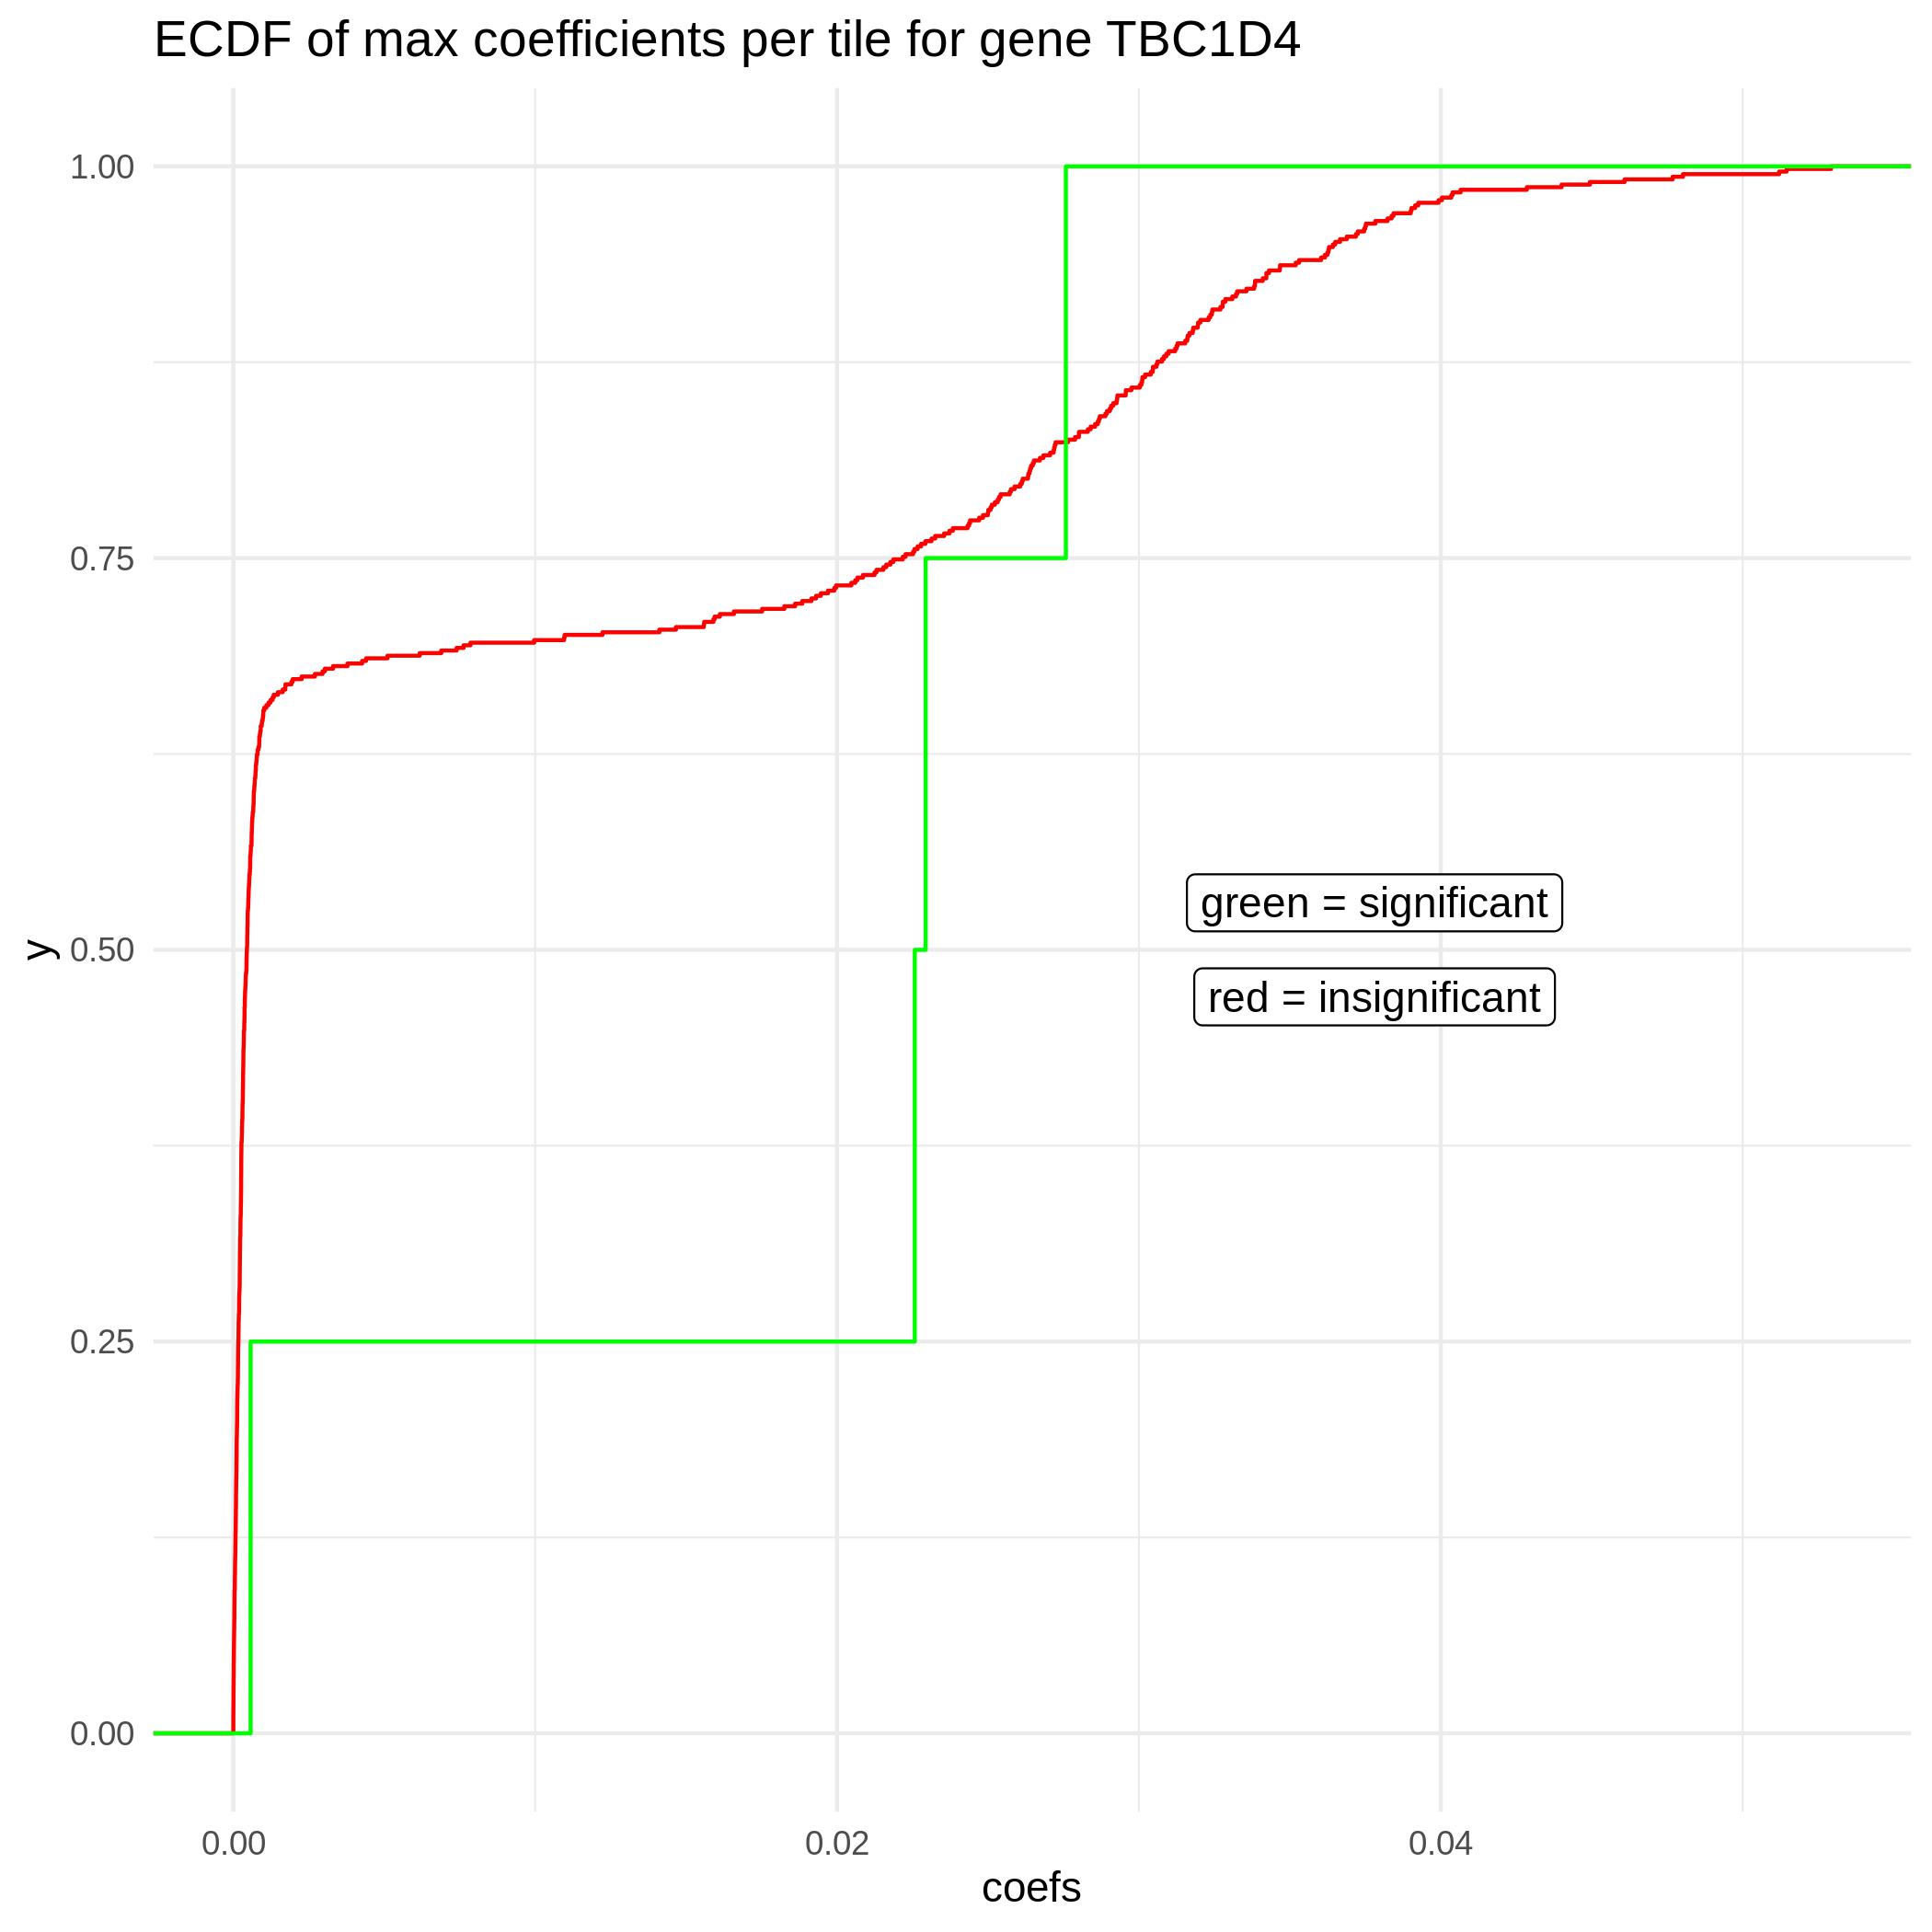 ECDF of max coefficients per tile for gene TBC1D4
1.00
0.75
0.50
0.25
0.00
y
green = significant
red = insignificant
0.00
0.02
0.04
coefs